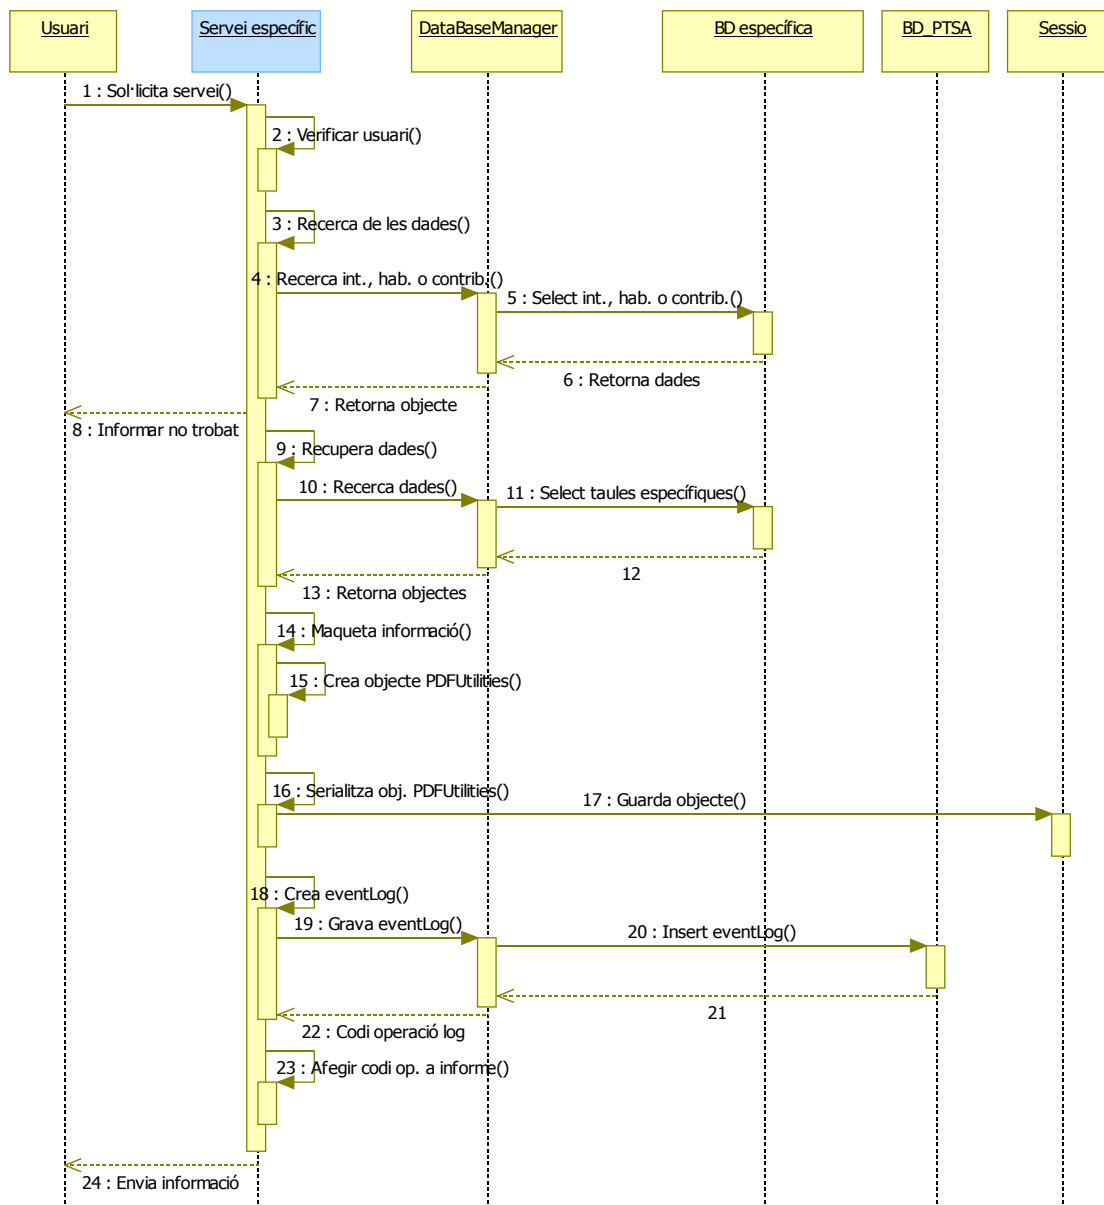 Usuari
Servei específic
DataBaseManager
BD específica
BD_PTSA
Sessio
1 : Sol·licita servei()
2 : Verificar usuari()
3 : Recerca de les dades()
4 : Recerca int., hab. o contrib.()
5 : Select int., hab. o contrib.()
6 : Retorna dades
7 : Retorna objecte
8 : Informar no trobat
9 : Recupera dades()
10 : Recerca dades()
11 : Select taules específiques()
12
13 : Retorna objectes
14 : Maqueta informació()
15 : Crea objecte PDFUtilities()
16 : Serialitza obj. PDFUtilities()
17 : Guarda objecte()
18 : Crea eventLog()
19 : Grava eventLog()
20 : Insert eventLog()
21
22 : Codi operació log
23 : Afegir codi op. a informe()
24 : Envia informació